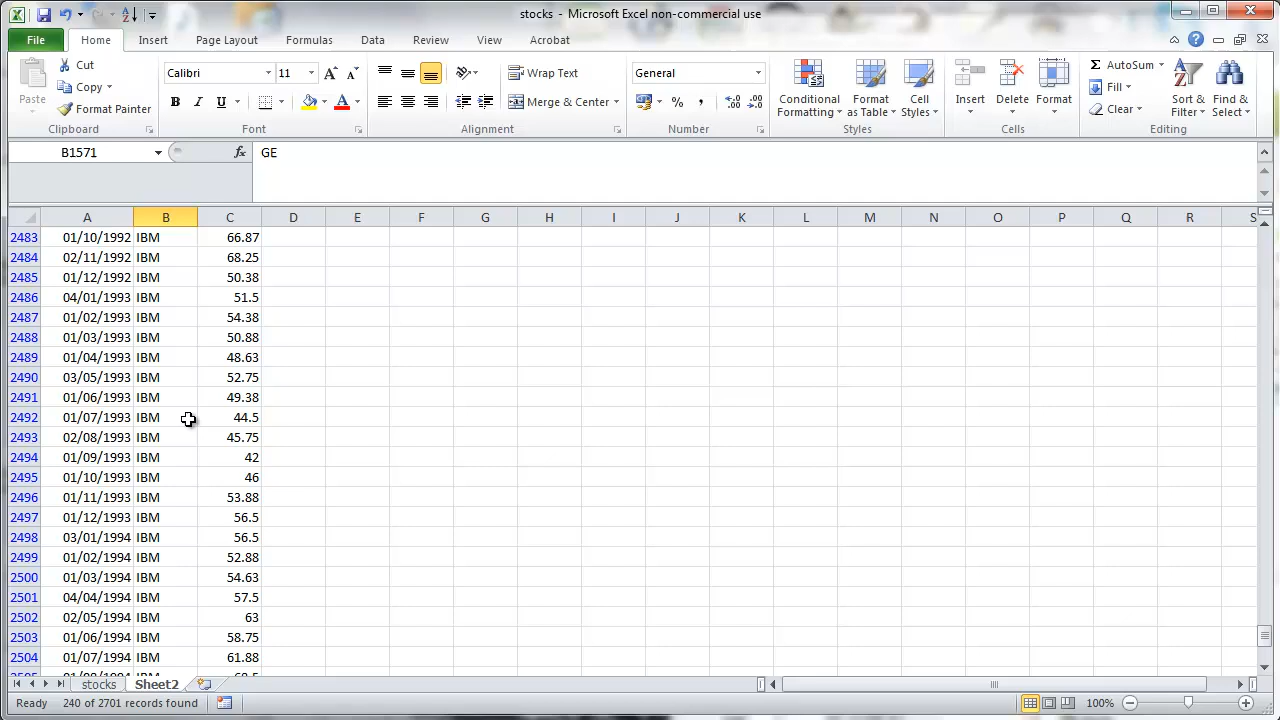 stocks - Microsoft Excel non-commercial use
File Home Insert Page Layout Formulas Data Review View Acrobat
Paste
Cut
Copy
Format Painter
Clipboard
Calibri 11
B I U A
Font
Wrap Text
Merge & Center
Alignment
General
% ,
Number
Conditional Formatting
Format as Table
Cell Styles
Styles
Insert Delete Format
Cells
Σ AutoSum
Fill
Clear
Sort & Filter
Find & Select
Editing
B1571 fx GE
A B C D E F G H I J K L M N O P Q R S
2483 01/10/1992 IBM 66.87
2484 02/11/1992 IBM 68.25
2485 01/12/1992 IBM 50.38
2486 04/01/1993 IBM 51.5
2487 01/02/1993 IBM 54.38
2488 01/03/1993 IBM 50.88
2489 01/04/1993 IBM 48.63
2490 03/05/1993 IBM 52.75
2491 01/06/1993 IBM 49.38
2492 01/07/1993 IBM 44.5
2493 02/08/1993 IBM 45.75
2494 01/09/1993 IBM 42
2495 01/10/1993 IBM 46
2496 01/11/1993 IBM 53.88
2497 01/12/1993 IBM 56.5
2498 03/01/1994 IBM 56.5
2499 01/02/1994 IBM 52.88
2500 01/03/1994 IBM 54.63
2501 04/04/1994 IBM 57.5
2502 02/05/1994 IBM 63
2503 01/06/1994 IBM 58.75
2504 01/07/1994 IBM 61.88
stocks Sheet2
Ready 240 of 2701 records found 100%